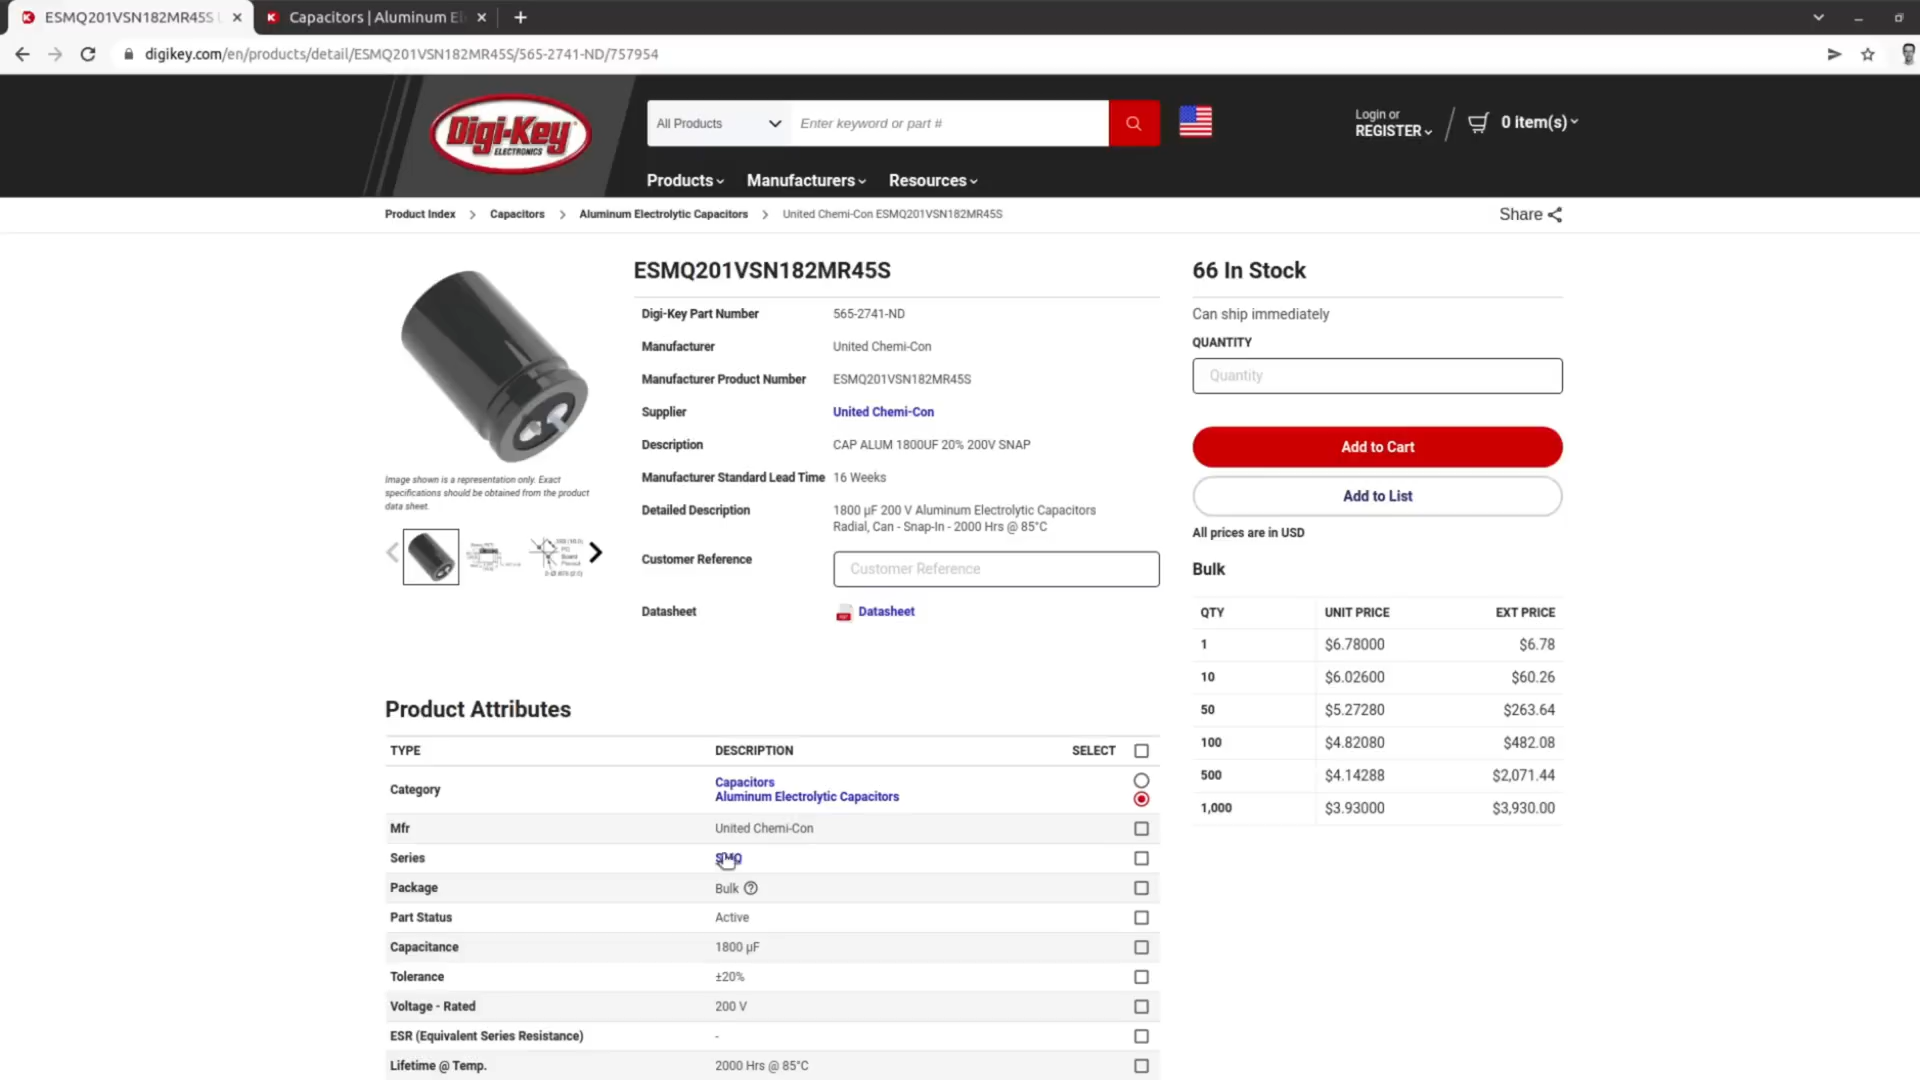 ESMQ201VSN182MR45S
Capacitors | Aluminum El
digikey.com/en/products/detail/ESMQ201VSN182MR45S/565-2741-ND/757954
Digi-Key
ELECTRONICS
All Products
Enter keyword or part #
Login or
REGISTER
0 item(s)
Products
Manufacturers
Resources
Product Index > Capacitors > Aluminum Electrolytic Capacitors > United Chemi-Con ESMQ201VSN182MR45S
Share
Image shown is a representation only. Exact
specifications should be obtained from the product
data sheet.
ESMQ201VSN182MR45S
Digi-Key Part Number 565-2741-ND
Manufacturer United Chemi-Con
Manufacturer Product Number ESMQ201VSN182MR45S
Supplier United Chemi-Con
Description CAP ALUM 1800UF 20% 200V SNAP
Manufacturer Standard Lead Time 16 Weeks
Detailed Description 1800 µF 200 V Aluminum Electrolytic Capacitors
Radial, Can - Snap-In - 2000 Hrs @ 85°C
Customer Reference Customer Reference
Datasheet Datasheet
66 In Stock
Can ship immediately
QUANTITY
Quantity
Add to Cart
Add to List
All prices are in USD
Bulk
QTY UNIT PRICE EXT PRICE
1 $6.78000 $6.78
10 $6.02600 $60.26
50 $5.27280 $263.64
100 $4.82080 $482.08
500 $4.14288 $2,071.44
1,000 $3.93000 $3,930.00
Product Attributes
TYPE DESCRIPTION SELECT
Category Capacitors
Aluminum Electrolytic Capacitors
Mfr United Chemi-Con
Series SMQ
Package Bulk
Part Status Active
Capacitance 1800 µF
Tolerance ±20%
Voltage - Rated 200 V
ESR (Equivalent Series Resistance) -
Lifetime @ Temp. 2000 Hrs @ 85°C